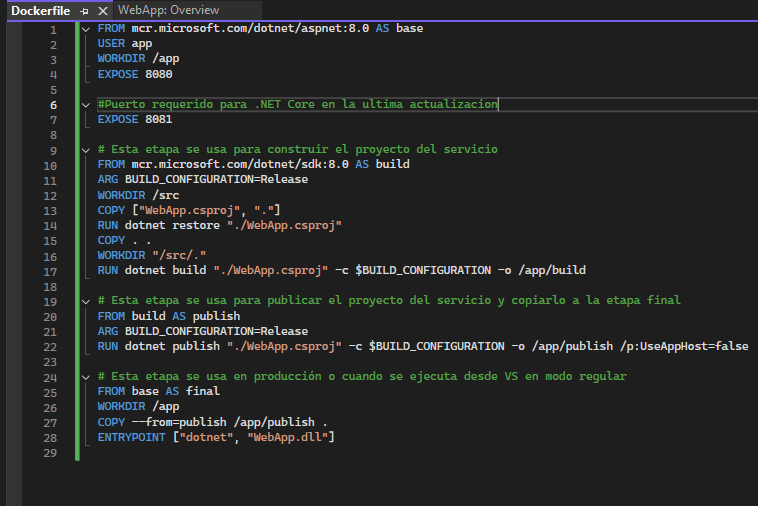 Dockerfile WebApp: Overview
1 FROM mcr.microsoft.com/dotnet/aspnet:8.0 AS base
2 USER app
3 WORKDIR /app
4 EXPOSE 8080
5
6 #Puerto requerido para .NET Core en la ultima actualizacion
7 EXPOSE 8081
8
9 # Esta etapa se usa para construir el proyecto del servicio
10 FROM mcr.microsoft.com/dotnet/sdk:8.0 AS build
11 ARG BUILD_CONFIGURATION=Release
12 WORKDIR /src
13 COPY ["WebApp.csproj", "."]
14 RUN dotnet restore "./WebApp.csproj"
15 COPY . .
16 WORKDIR "/src/."
17 RUN dotnet build "./WebApp.csproj" -c $BUILD_CONFIGURATION -o /app/build
18
19 # Esta etapa se usa para publicar el proyecto del servicio y copiarlo a la etapa final
20 FROM build AS publish
21 ARG BUILD_CONFIGURATION=Release
22 RUN dotnet publish "./WebApp.csproj" -c $BUILD_CONFIGURATION -o /app/publish /p:UseAppHost=false
23
24 # Esta etapa se usa en producción o cuando se ejecuta desde VS en modo regular
25 FROM base AS final
26 WORKDIR /app
27 COPY --from=publish /app/publish .
28 ENTRYPOINT ["dotnet", "WebApp.dll"]
29